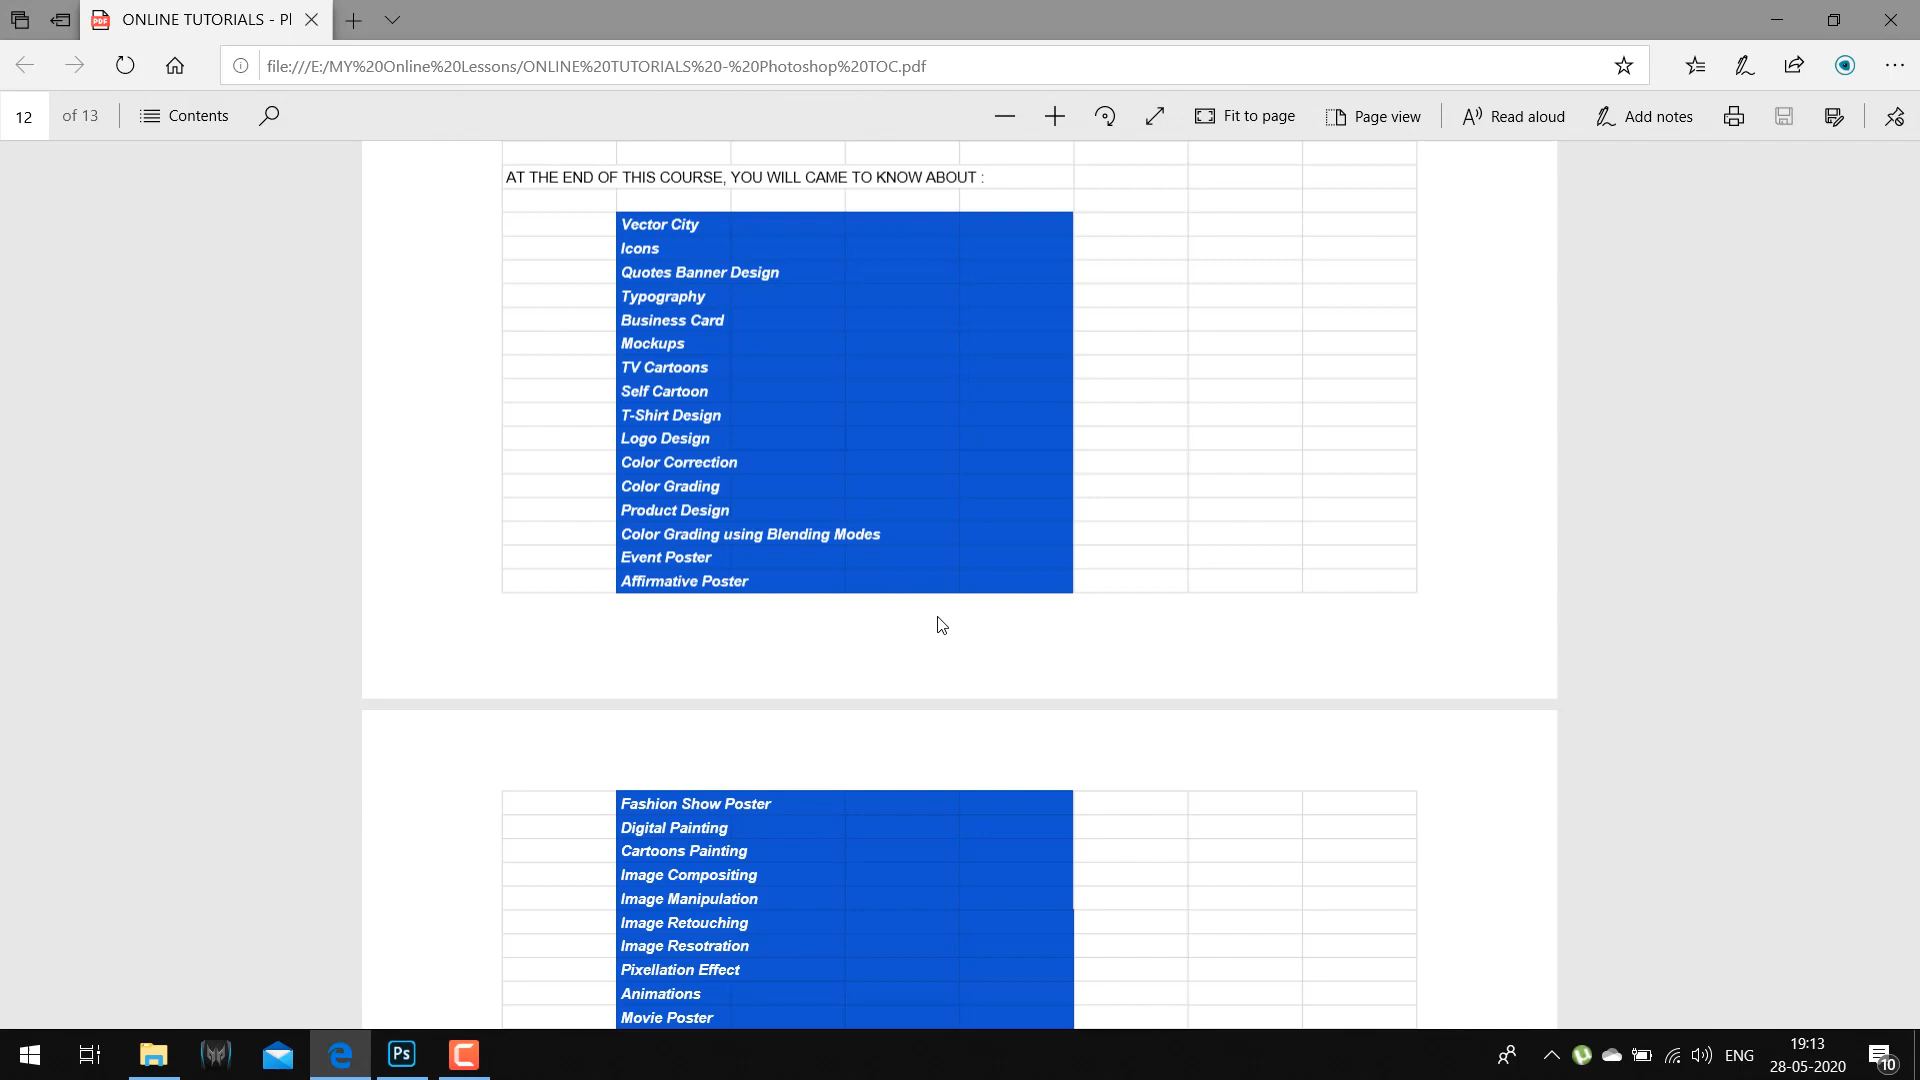 ONLINE TUTORIALS - Pl
file:///E:/MY%20Online%20Lessons/ONLINE%20TUTORIALS%20-%20Photoshop%20TOC.pdf
12 of 13 Contents Fit to page Page view Read aloud Add notes
AT THE END OF THIS COURSE, YOU WILL CAME TO KNOW ABOUT :
Vector City
Icons
Quotes Banner Design
Typography
Business Card
Mockups
TV Cartoons
Self Cartoon
T-Shirt Design
Logo Design
Color Correction
Color Grading
Product Design
Color Grading using Blending Modes
Event Poster
Affirmative Poster
Fashion Show Poster
Digital Painting
Cartoons Painting
Image Compositing
Image Manipulation
Image Retouching
Image Resotration
Pixellation Effect
Animations
Movie Poster
Ps
ENG
19:13
28-05-2020
10